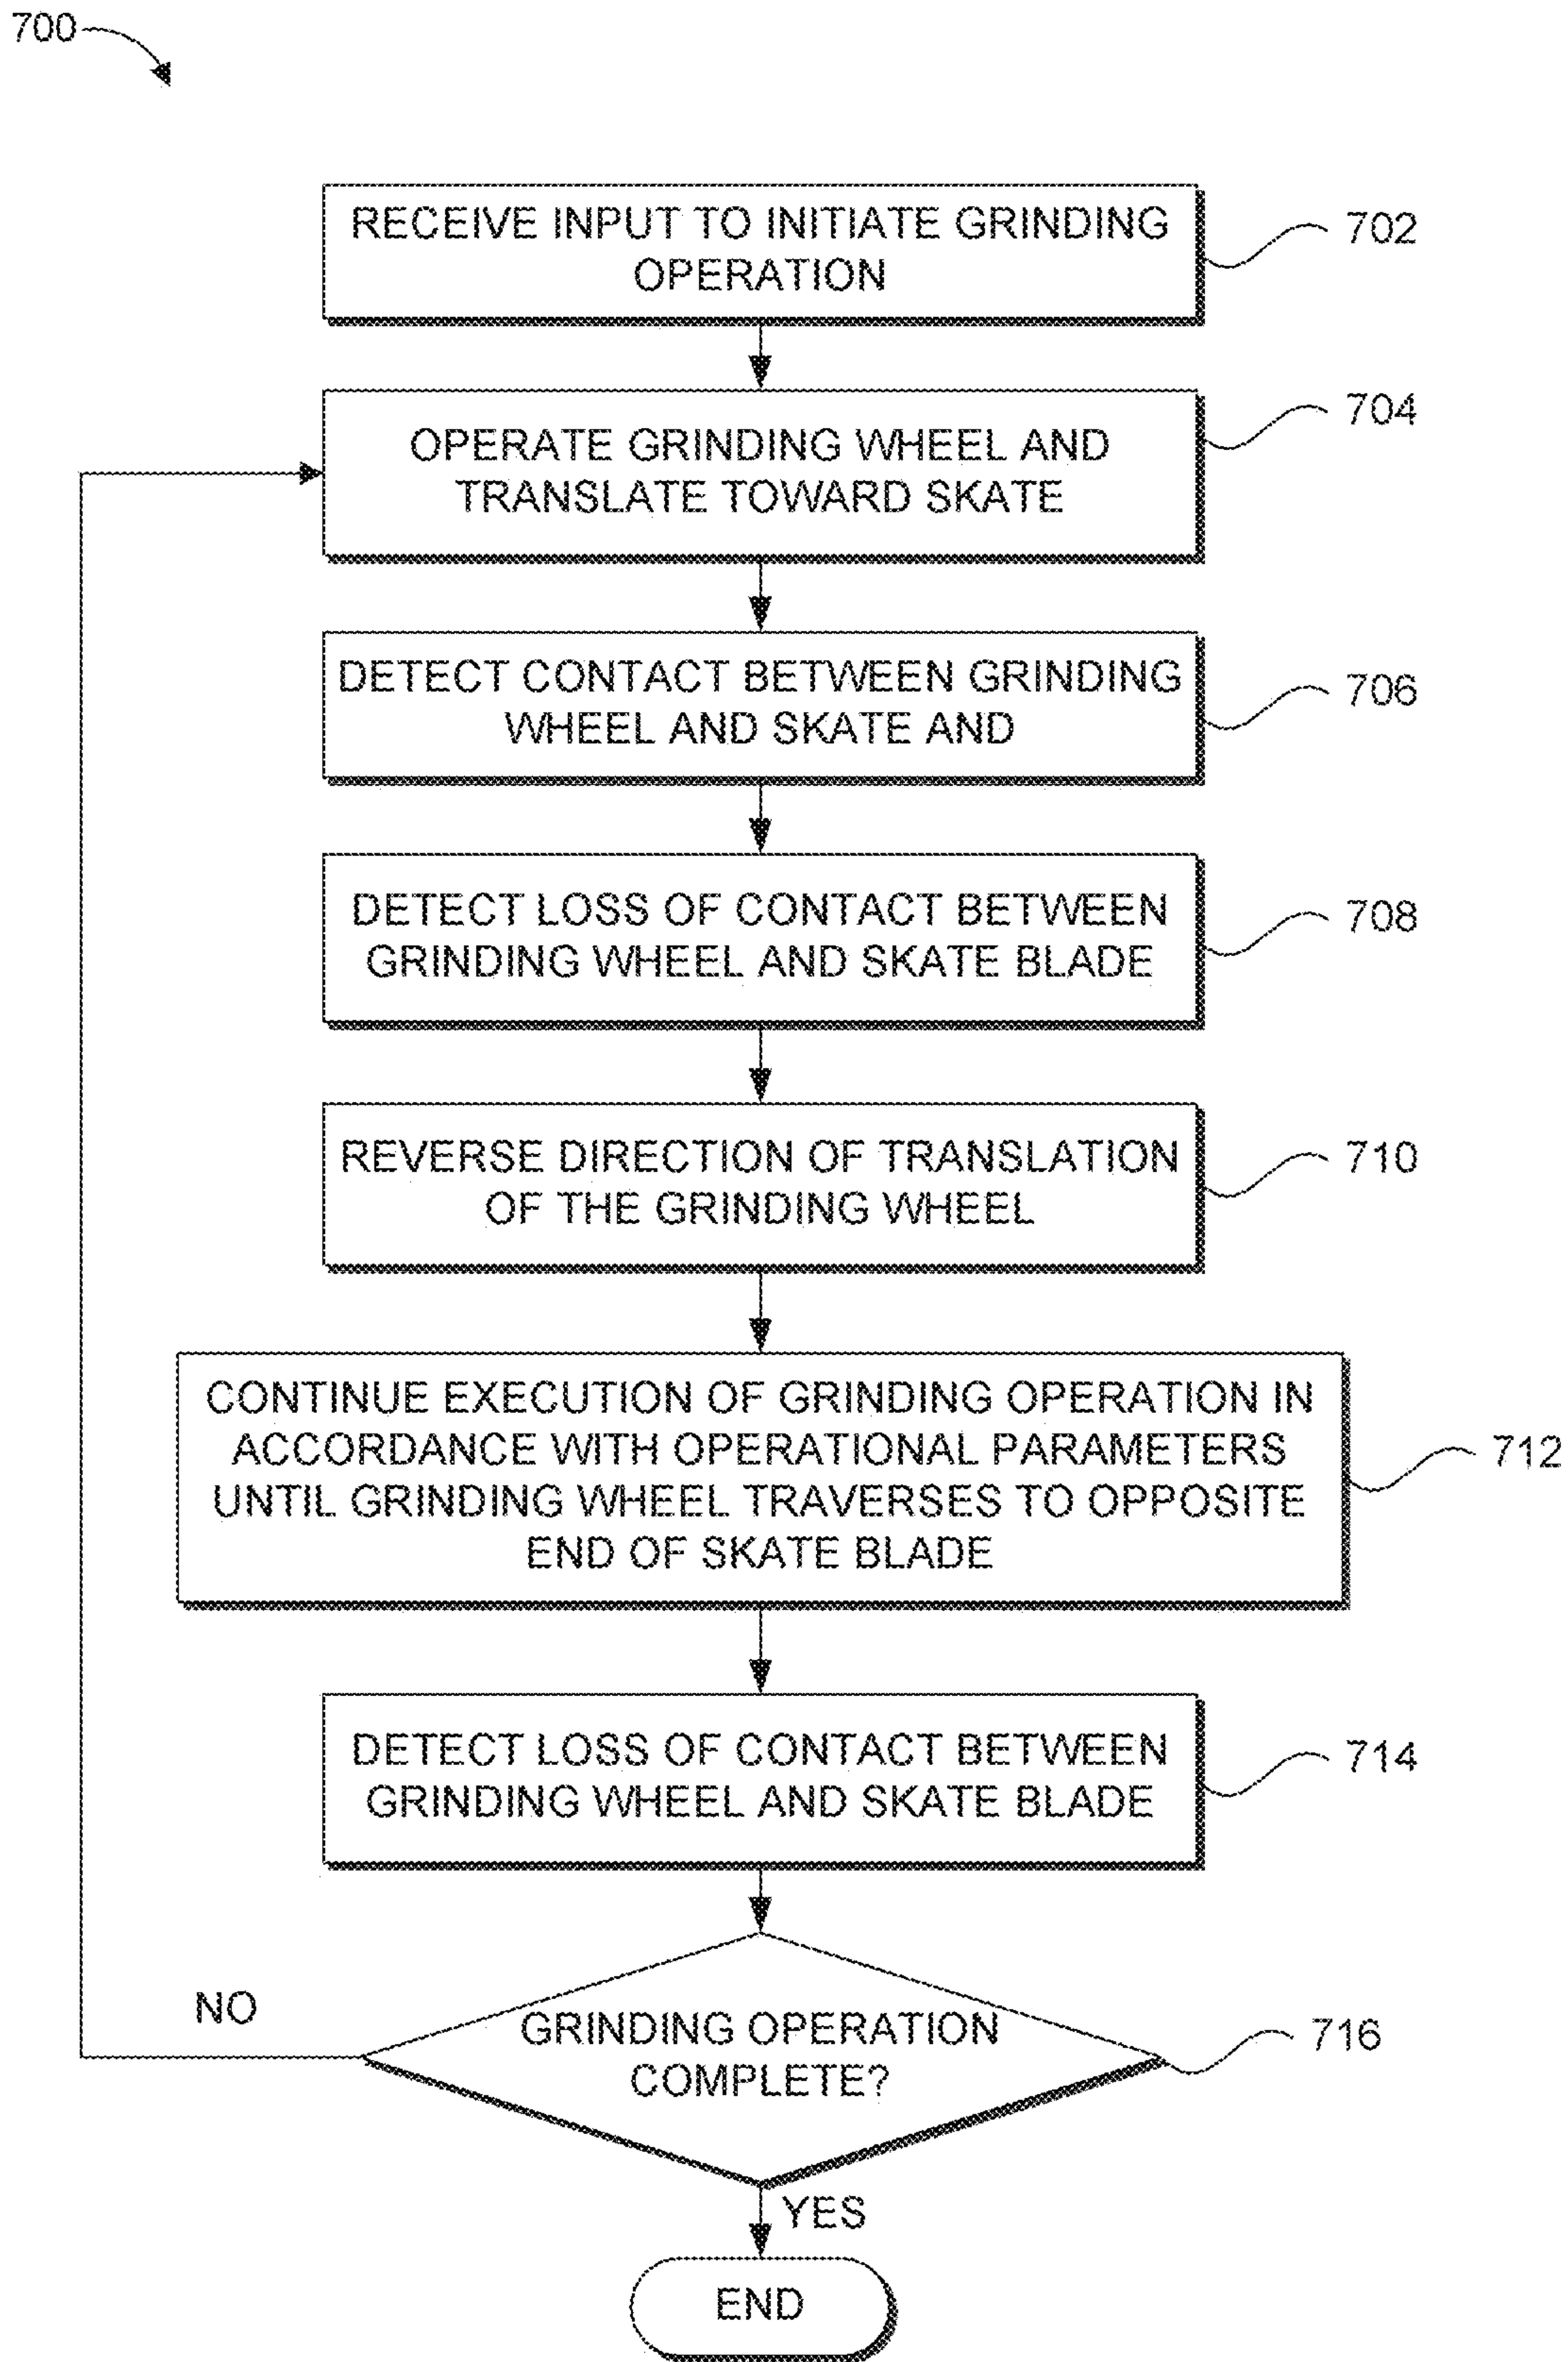 700
RECEIVE INPUT TO INITIATE GRINDING
OPERATION
702
OPERATE GRINDING WHEEL AND
TRANSLATE TOWARD SKATE
704
DETECT CONTACT BETWEEN GRINDING
WHEEL AND SKATE AND
706
DETECT LOSS OF CONTACT BETWEEN
GRINDING WHEEL AND SKATE BLADE
708
REVERSE DIRECTION OF TRANSLATION
OF THE GRINDING WHEEL
710
CONTINUE EXECUTION OF GRINDING OPERATION IN
ACCORDANCE WITH OPERATIONAL PARAMETERS
UNTIL GRINDING WHEEL TRAVERSES TO OPPOSITE
END OF SKATE BLADE
712
DETECT LOSS OF CONTACT BETWEEN
GRINDING WHEEL AND SKATE BLADE
714
NO
GRINDING OPERATION
COMPLETE?
716
YES
END